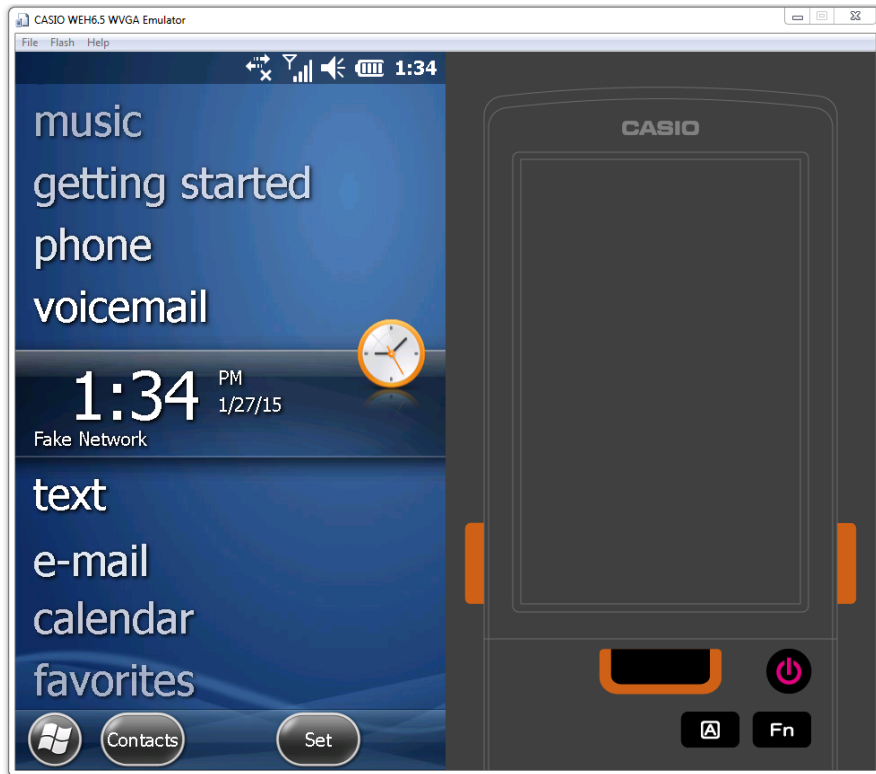 CASIO WEH6.5 WVGA Emulator
File Flash Help
1:34
music
getting started
phone
voicemail
1:34 PM
1/27/15
Fake Network
text
e-mail
calendar
favorites
Contacts Set
CASIO
A Fn